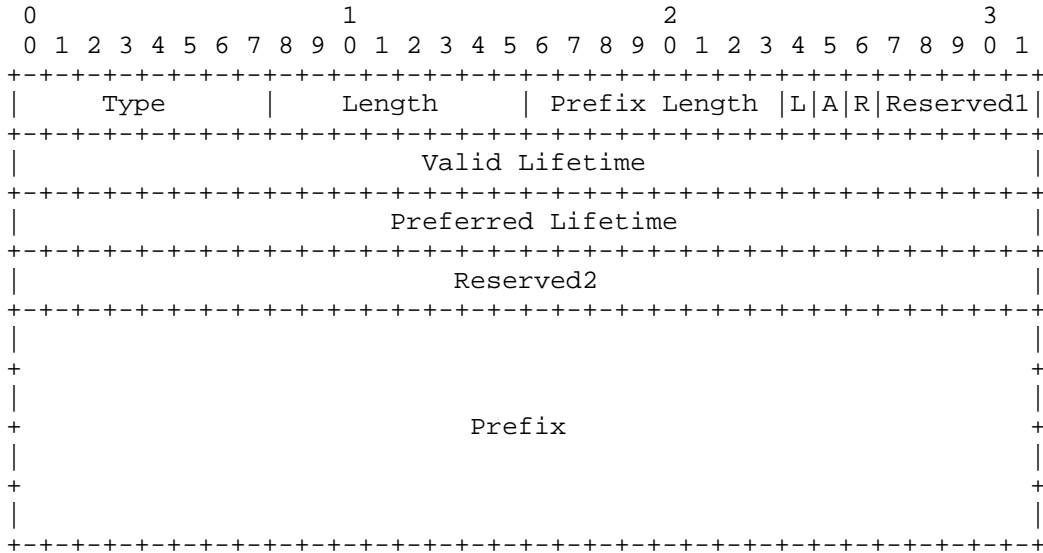 0                   1                   2                   3
 0 1 2 3 4 5 6 7 8 9 0 1 2 3 4 5 6 7 8 9 0 1 2 3 4 5 6 7 8 9 0 1
+-+-+-+-+-+-+-+-+-+-+-+-+-+-+-+-+-+-+-+-+-+-+-+-+-+-+-+-+-+-+-+-+
|     Type      |    Length     | Prefix Length |L|A|R|Reserved1|
+-+-+-+-+-+-+-+-+-+-+-+-+-+-+-+-+-+-+-+-+-+-+-+-+-+-+-+-+-+-+-+-+
|                         Valid Lifetime                        |
+-+-+-+-+-+-+-+-+-+-+-+-+-+-+-+-+-+-+-+-+-+-+-+-+-+-+-+-+-+-+-+-+
|                       Preferred Lifetime                      |
+-+-+-+-+-+-+-+-+-+-+-+-+-+-+-+-+-+-+-+-+-+-+-+-+-+-+-+-+-+-+-+-+
|                           Reserved2                           |
+-+-+-+-+-+-+-+-+-+-+-+-+-+-+-+-+-+-+-+-+-+-+-+-+-+-+-+-+-+-+-+-+
|                                                               |
+                                                               +
|                                                               |
+                            Prefix                             +
|                                                               |
+                                                               +
|                                                               |
+-+-+-+-+-+-+-+-+-+-+-+-+-+-+-+-+-+-+-+-+-+-+-+-+-+-+-+-+-+-+-+-+